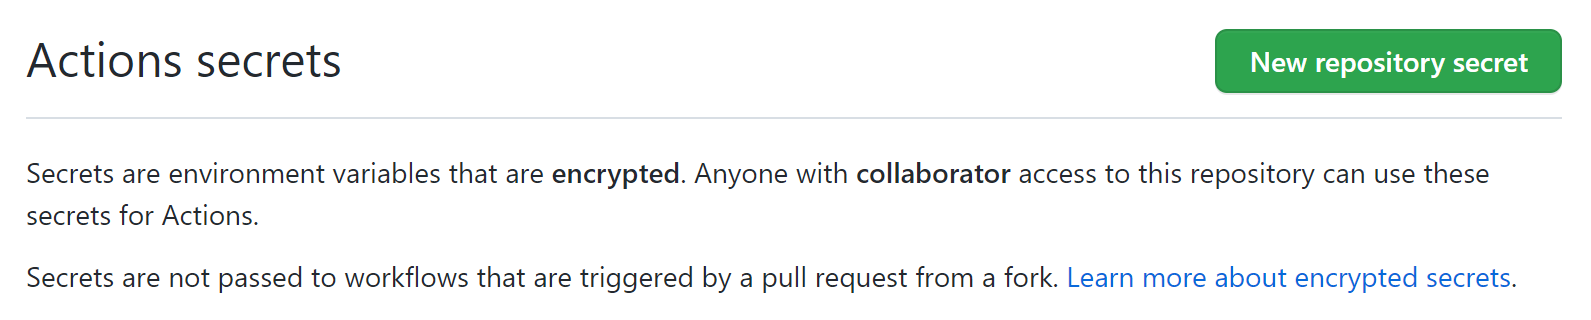 Actions secrets
New repository secret
Secrets are environment variables that are encrypted. Anyone with collaborator access to this repository can use these
secrets for Actions.
Secrets are not passed to workflows that are triggered by a pull request from a fork. Learn more about encrypted secrets.